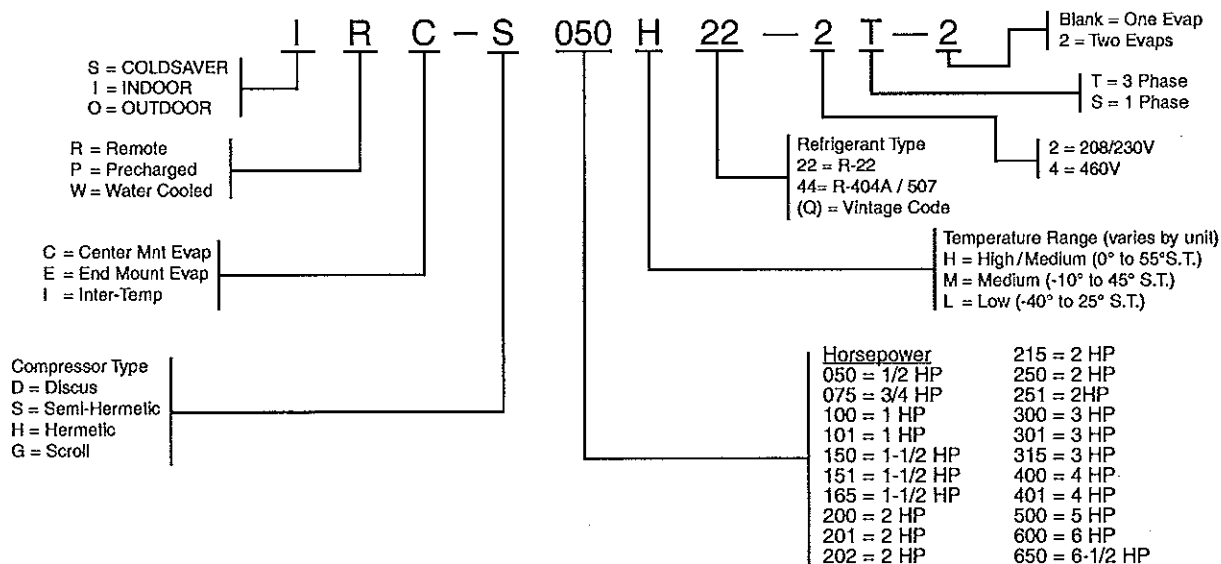 I R C – S 050 H 22 – 2 T – 2
Blank = One Evap
2 = Two Evaps
S = COLDSAVER
1 = INDOOR
O = OUTDOOR
T = 3 Phase
S = 1 Phase
R = Remote
P = Precharged
W = Water Cooled
Refrigerant Type
22 = R-22
44= R-404A / 507
(Q) = Vintage Code
2 = 208/230V
4 = 460V
C = Center Mnt Evap
E = End Mount Evap
I = Inter-Temp
Temperature Range (varies by unit)
H = High/Medium (0° to 55°S.T.)
M = Medium (-10° to 45° S.T.)
L = Low (-40° to 25° S.T.)
Compressor Type
D = Discus
S = Semi-Hermetic
H = Hermetic
G = Scroll
Horsepower
050 = 1/2 HP
075 = 3/4 HP
100 = 1 HP
101 = 1 HP
150 = 1-1/2 HP
151 = 1-1/2 HP
165 = 1-1/2 HP
200 = 2 HP
201 = 2 HP
202 = 2 HP
215 = 2 HP
250 = 2 HP
251 = 2HP
300 = 3 HP
301 = 3 HP
315 = 3 HP
400 = 4 HP
401 = 4 HP
500 = 5 HP
600 = 6 HP
650 = 6-1/2 HP